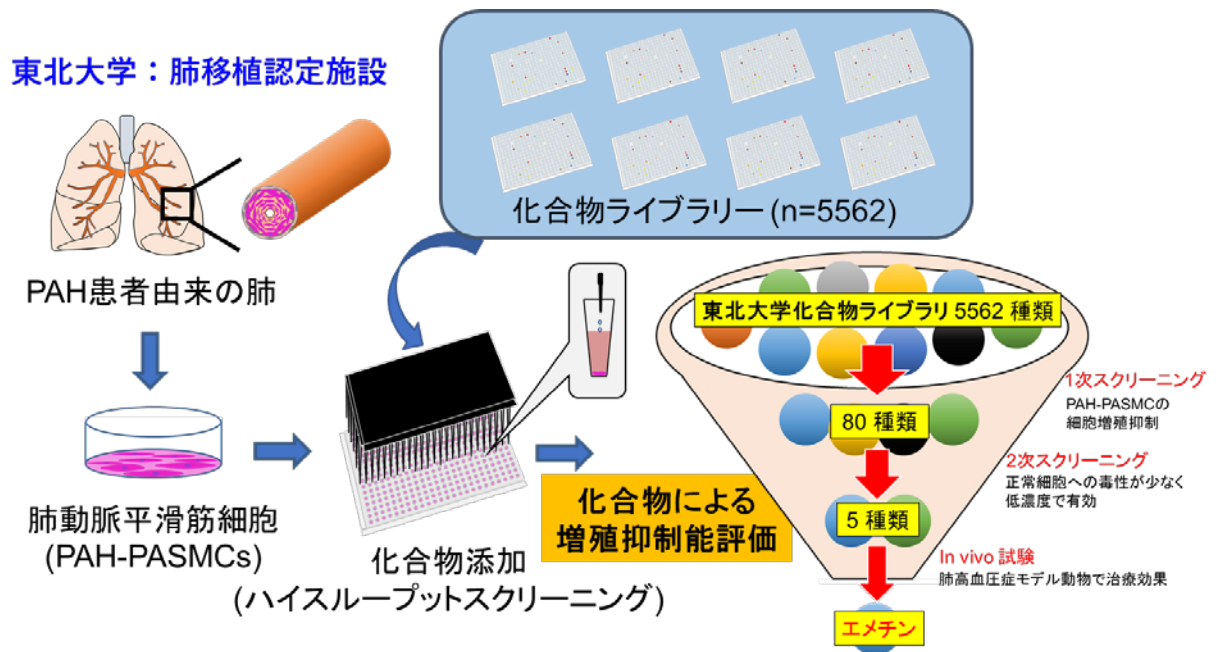 東北大学：肺移植認定施設
PAH患者由来の肺
肺動脈平滑筋細胞
(PAH-PASMCs)
化合物ライブラリー (n=5562)
化合物添加
(ハイスループットスクリーニング)
化合物による
増殖抑制能評価
東北大学化合物ライブラリ 5562 種類
1次スクリーニング
PAH-PASMCの
細胞増殖抑制
80 種類
2次スクリーニング
正常細胞への毒性が少なく
低濃度で有効
5 種類
In vivo 試験
肺高血圧症モデル動物で治療効果
エメチン